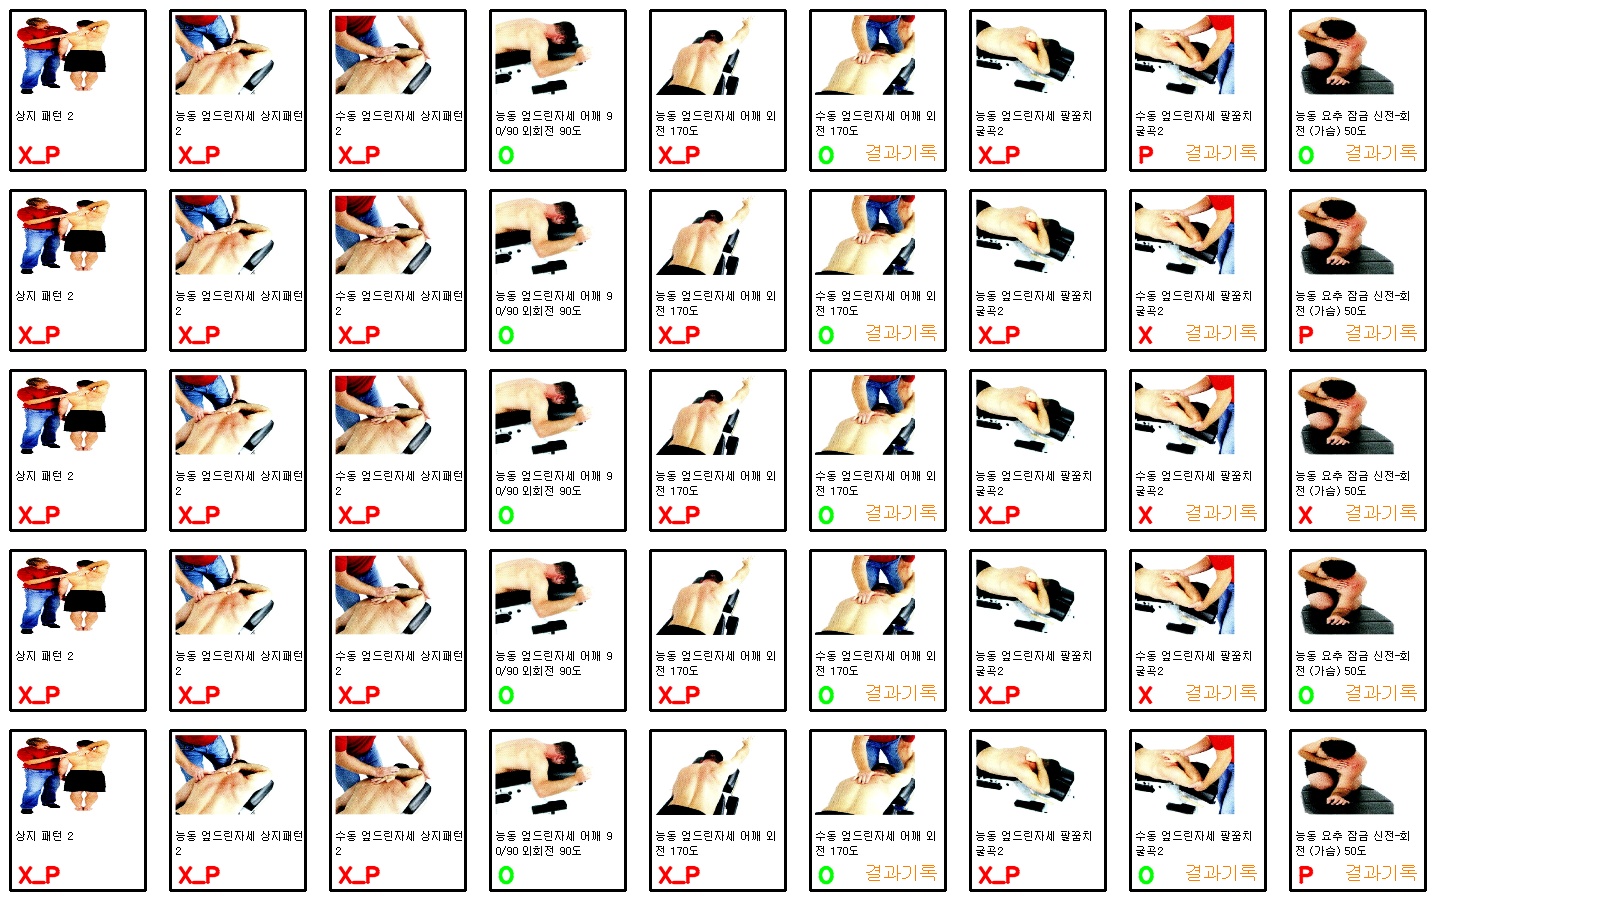 상지 패턴 2
X_P
능동 엎드린자세 상지패턴
2
X_P
수동 엎드린자세 상지패턴
2
X_P
능동 엎드린자세 어깨 9
0/90 외회전 90도
O
능동 엎드린자세 어깨 외
전 170도
X_P
수동 엎드린자세 어깨 외
전 170도
O 결과기록
능동 엎드린자세 팔꿈치
굴곡2
X_P
수동 엎드린자세 팔꿈치
굴곡2
P 결과기록
능동 요추 잠금 신전-회
전 (가슴) 50도
O 결과기록
상지 패턴 2
X_P
능동 엎드린자세 상지패턴
2
X_P
수동 엎드린자세 상지패턴
2
X_P
능동 엎드린자세 어깨 9
0/90 외회전 90도
O
능동 엎드린자세 어깨 외
전 170도
X_P
수동 엎드린자세 어깨 외
전 170도
O 결과기록
능동 엎드린자세 팔꿈치
굴곡2
X_P
수동 엎드린자세 팔꿈치
굴곡2
X 결과기록
능동 요추 잠금 신전-회
전 (가슴) 50도
P 결과기록
상지 패턴 2
X_P
능동 엎드린자세 상지패턴
2
X_P
수동 엎드린자세 상지패턴
2
X_P
능동 엎드린자세 어깨 9
0/90 외회전 90도
O
능동 엎드린자세 어깨 외
전 170도
X_P
수동 엎드린자세 어깨 외
전 170도
O 결과기록
능동 엎드린자세 팔꿈치
굴곡2
X_P
수동 엎드린자세 팔꿈치
굴곡2
X 결과기록
능동 요추 잠금 신전-회
전 (가슴) 50도
X 결과기록
상지 패턴 2
X_P
능동 엎드린자세 상지패턴
2
X_P
수동 엎드린자세 상지패턴
2
X_P
능동 엎드린자세 어깨 9
0/90 외회전 90도
O
능동 엎드린자세 어깨 외
전 170도
X_P
수동 엎드린자세 어깨 외
전 170도
O 결과기록
능동 엎드린자세 팔꿈치
굴곡2
X_P
수동 엎드린자세 팔꿈치
굴곡2
X 결과기록
능동 요추 잠금 신전-회
전 (가슴) 50도
O 결과기록
상지 패턴 2
X_P
능동 엎드린자세 상지패턴
2
X_P
수동 엎드린자세 상지패턴
2
X_P
능동 엎드린자세 어깨 9
0/90 외회전 90도
O
능동 엎드린자세 어깨 외
전 170도
X_P
수동 엎드린자세 어깨 외
전 170도
O 결과기록
능동 엎드린자세 팔꿈치
굴곡2
X_P
수동 엎드린자세 팔꿈치
굴곡2
O 결과기록
능동 요추 잠금 신전-회
전 (가슴) 50도
P 결과기록